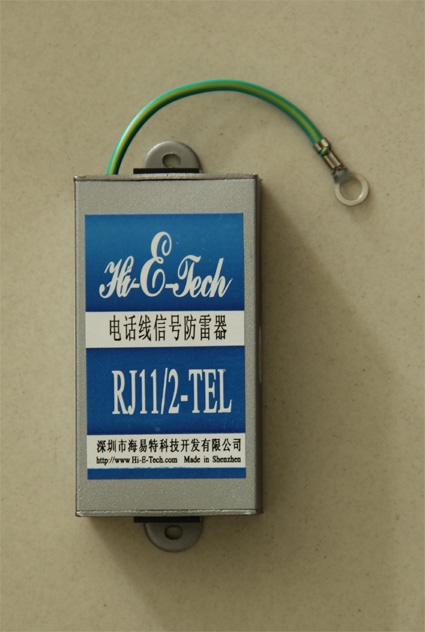 Hi-E-Tech
电话线信号防雷器
RJ11/2-TEL
深圳市海易特科技开发有限公司
http://www.Hi-E-Tech.com Made in Shenzhen